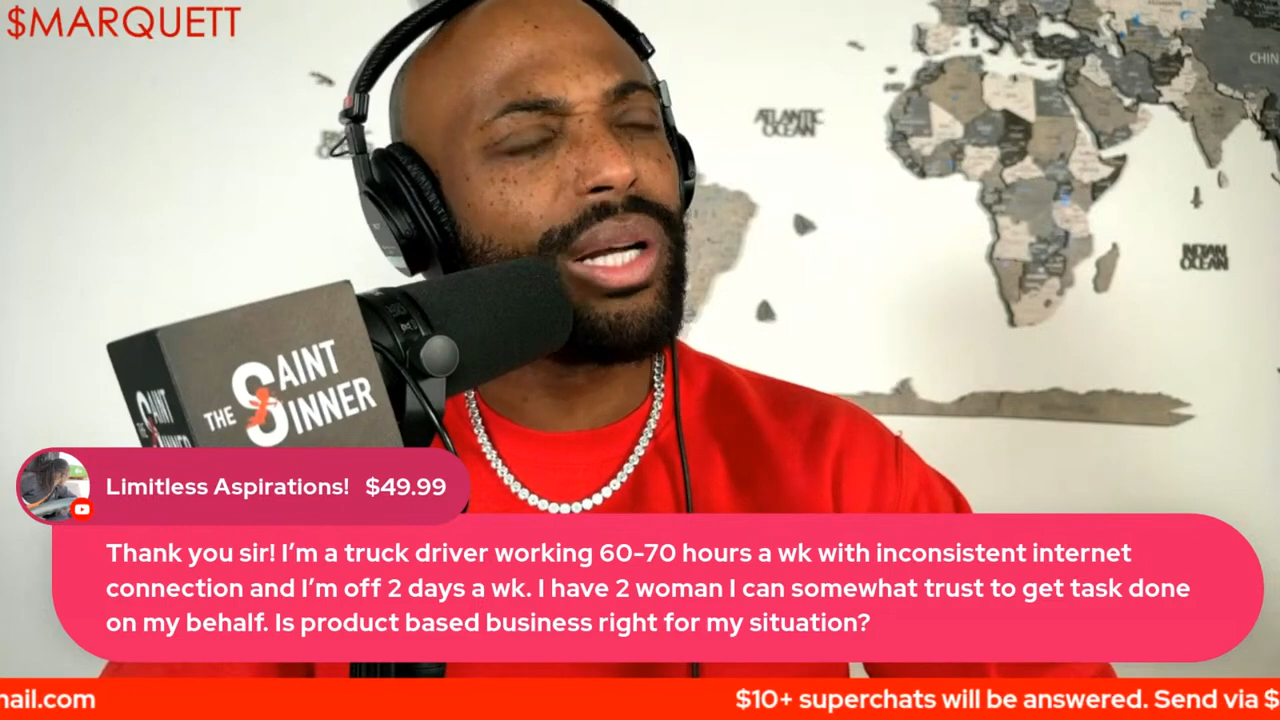 $MARQUETT
CHIN
ATLANTIC
OCEAN
INDIAN
OCEAN
THE SAINT
SINNER
Limitless Aspirations! $49.99
Thank you sir! I’m a truck driver working 60-70 hours a wk with inconsistent internet
connection and I’m off 2 days a wk. I have 2 woman I can somewhat trust to get task done
on my behalf. Is product based business right for my situation?
nail.com
$10+ superchats will be answered. Send via $